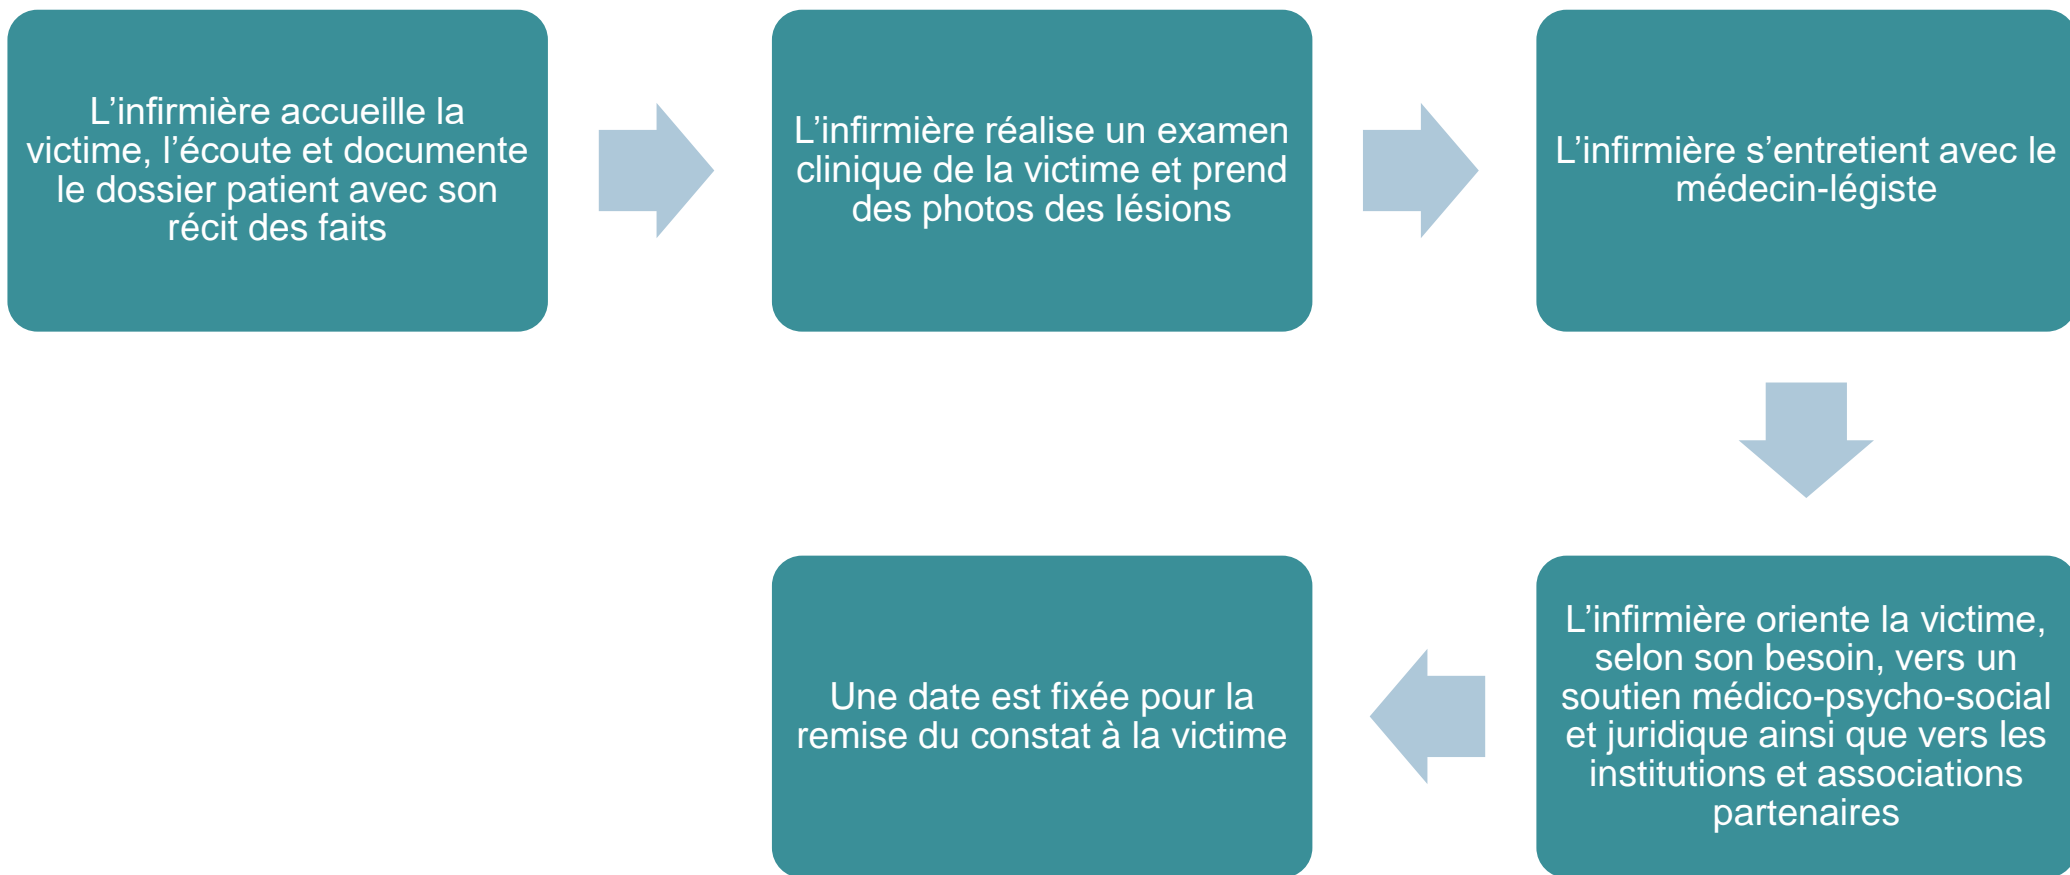 L’infirmière accueille la
victime, l’écoute et documente
le dossier patient avec son
récit des faits
L’infirmière réalise un examen
clinique de la victime et prend
des photos des lésions
L’infirmière s’entretient avec le
médecin-légiste
L’infirmière oriente la victime,
selon son besoin, vers un
soutien médico-psycho-social
et juridique ainsi que vers les
institutions et associations
partenaires
Une date est fixée pour la
remise du constat à la victime